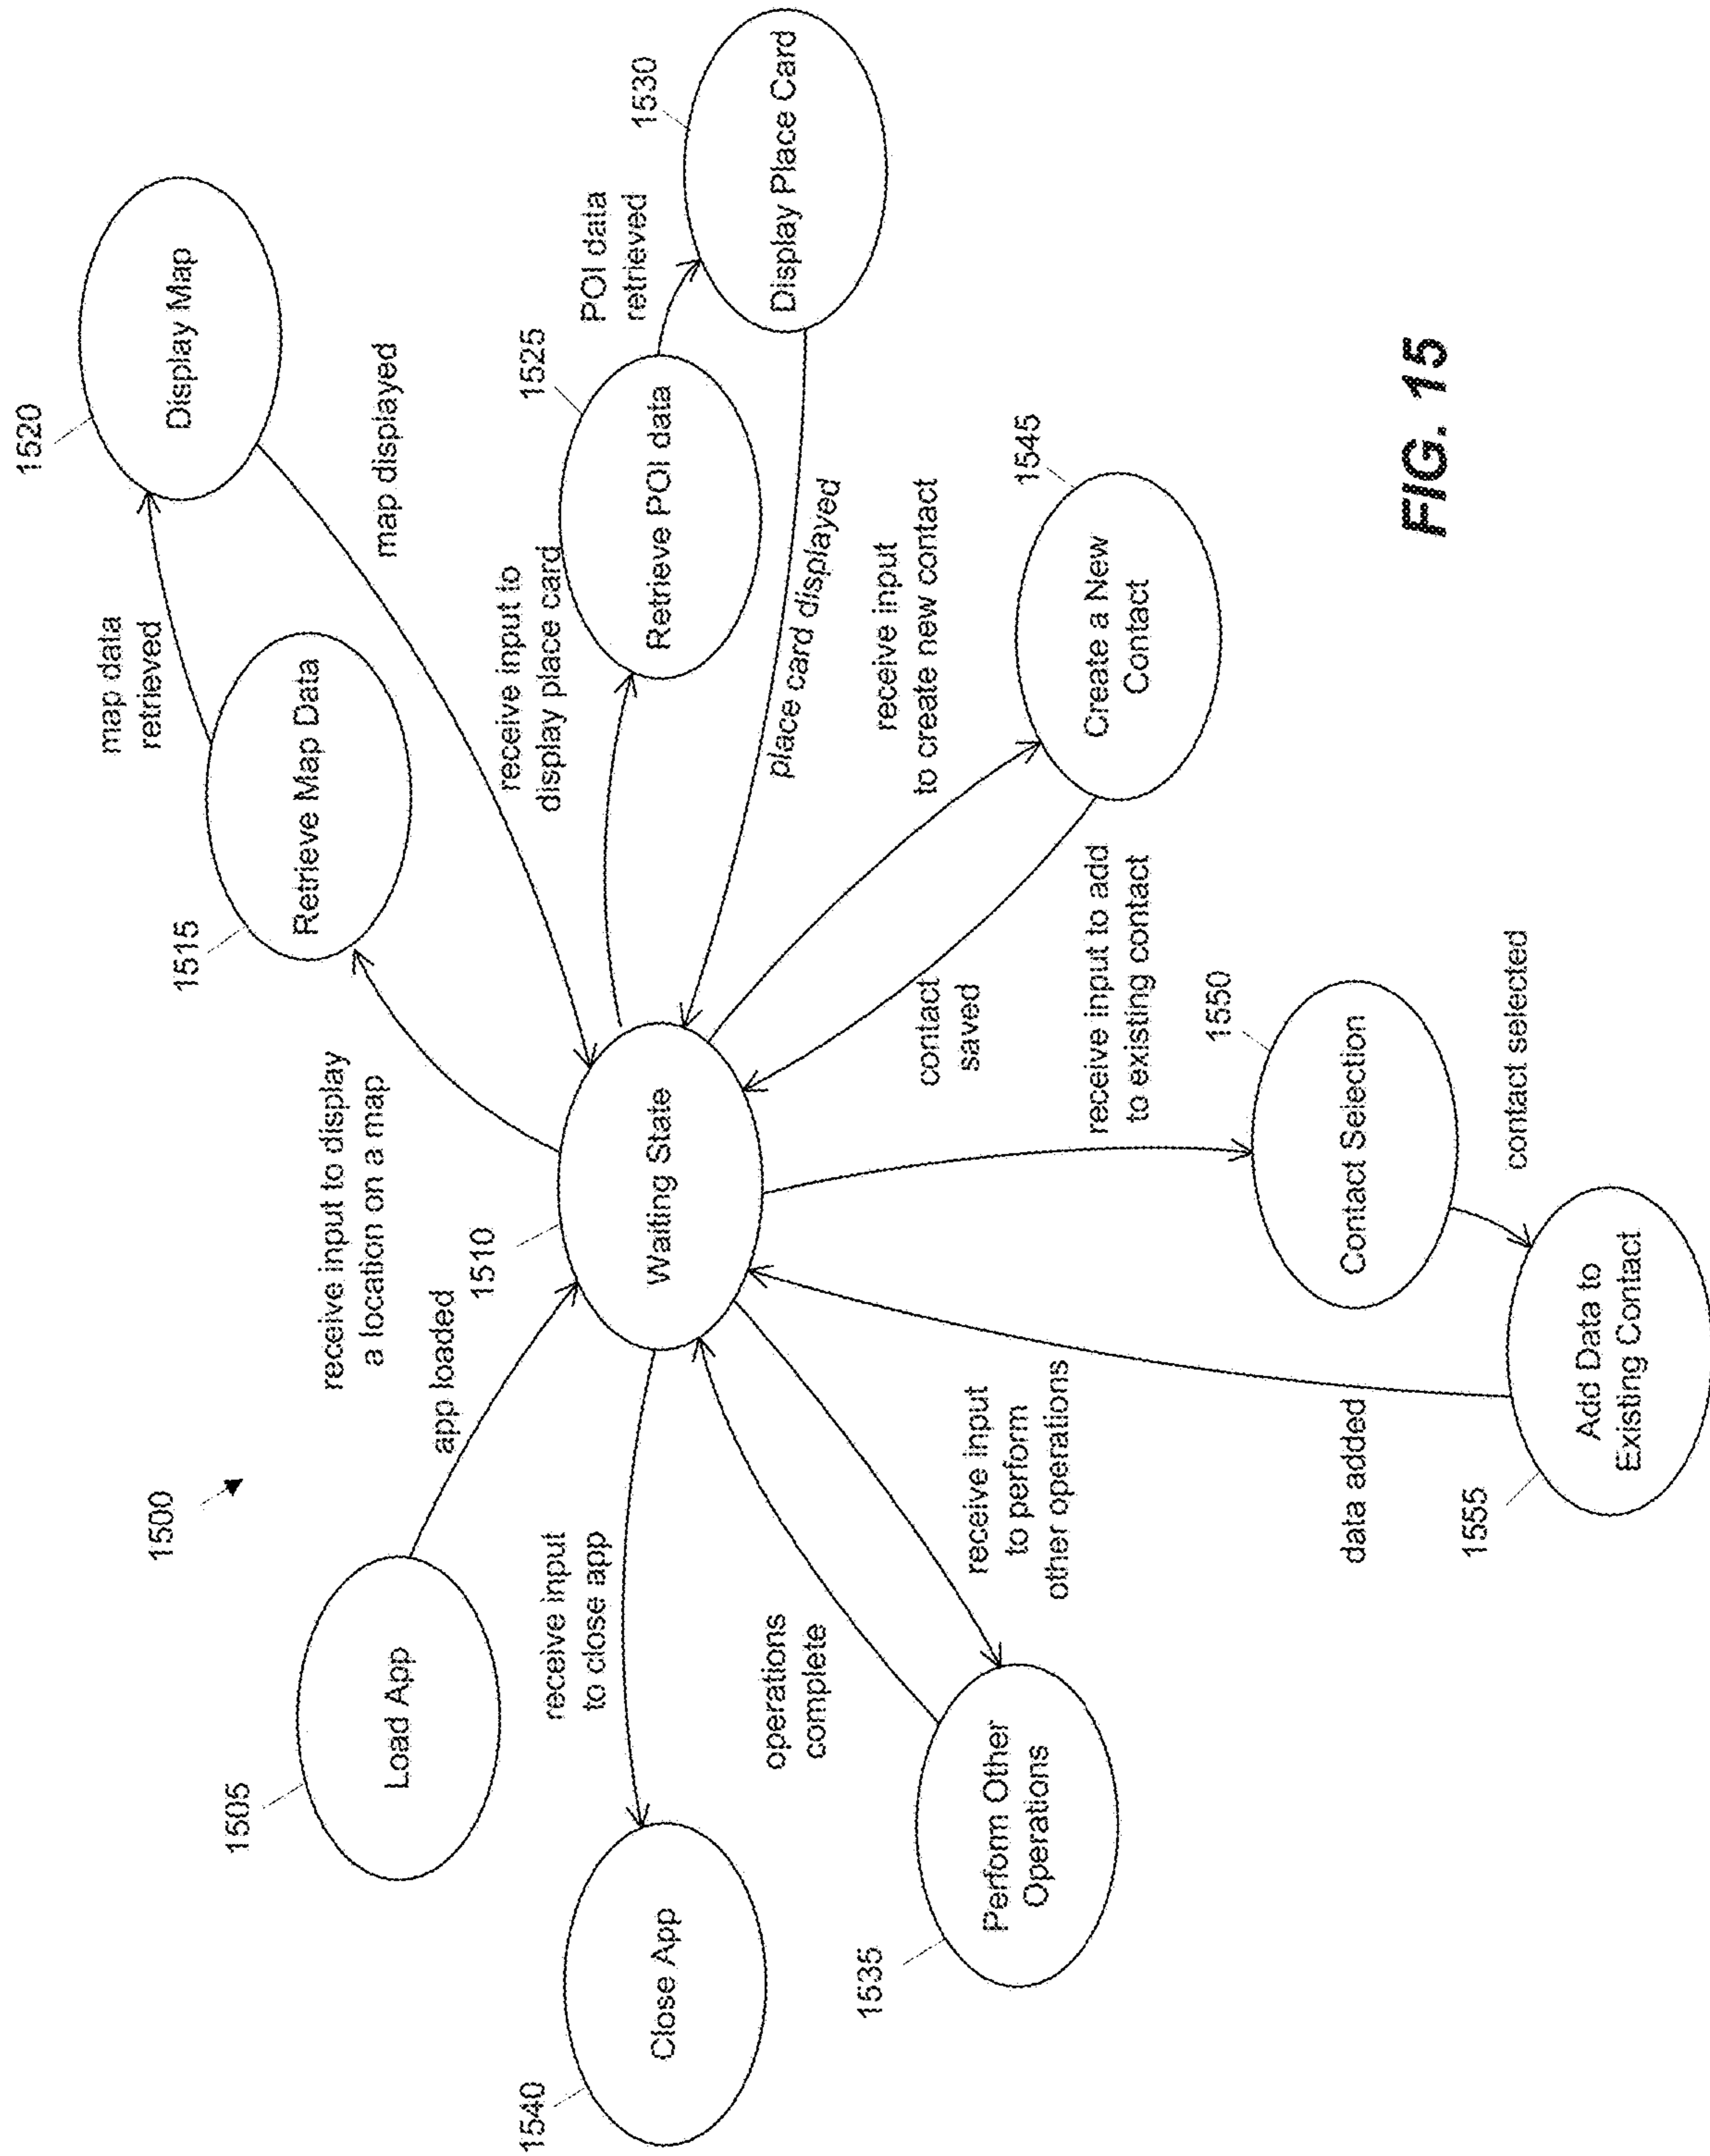 1500
1505
Load App
app loaded
1510
Waiting State
receive input to display
a location on a map
1515
Retrieve Map Data
map data
retrieved
1520
Display Map
map displayed
receive input to
display place card
1525
Retrieve POI data
POI data
retrieved
1530
Display Place Card
place card displayed
receive input
to create new contact
1545
Create a New
Contact
contact
saved
receive input to add
to existing contact
1550
Contact Selection
contact selected
1555
Add Data to
Existing Contact
data added
receive input
to perform
other operations
1535
Perfom Other
Operations
operations
complete
receive input
to close app
1540
Close App
FIG. 15